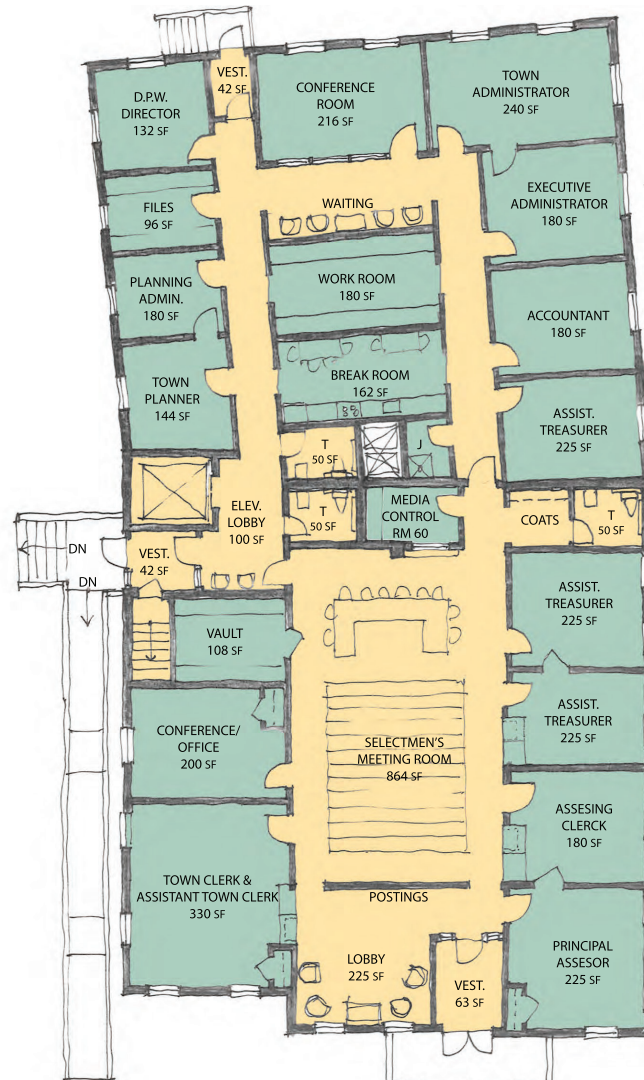 VEST.
42 SF
D.P.W.
DIRECTOR
132 SF
CONFERENCE
ROOM
216 SF
TOWN
ADMINISTRATOR
240 SF
FILES
96 SF
WAITING
EXECUTIVE
ADMINISTRATOR
180 SF
PLANNING
ADMIN.
180 SF
WORK ROOM
180 SF
ACCOUNTANT
180 SF
TOWN
PLANNER
144 SF
BREAK ROOM
162 SF
ASSIST.
TREASURER
225 SF
T
50 SF
J
ELEV.
LOBBY
100 SF
T
50 SF
MEDIA
CONTROL
RM 60
COATS
T
50 SF
DN
DN
VEST.
42 SF
ASSIST.
TREASURER
225 SF
VAULT
108 SF
CONFERENCE/
OFFICE
200 SF
SELECTMEN'S
MEETING ROOM
864 SF
ASSIST.
TREASURER
225 SF
ASSESING
CLERCK
180 SF
TOWN CLERK &
ASSISTANT TOWN CLERK
330 SF
POSTINGS
LOBBY
225 SF
VEST.
63 SF
PRINCIPAL
ASSESOR
225 SF